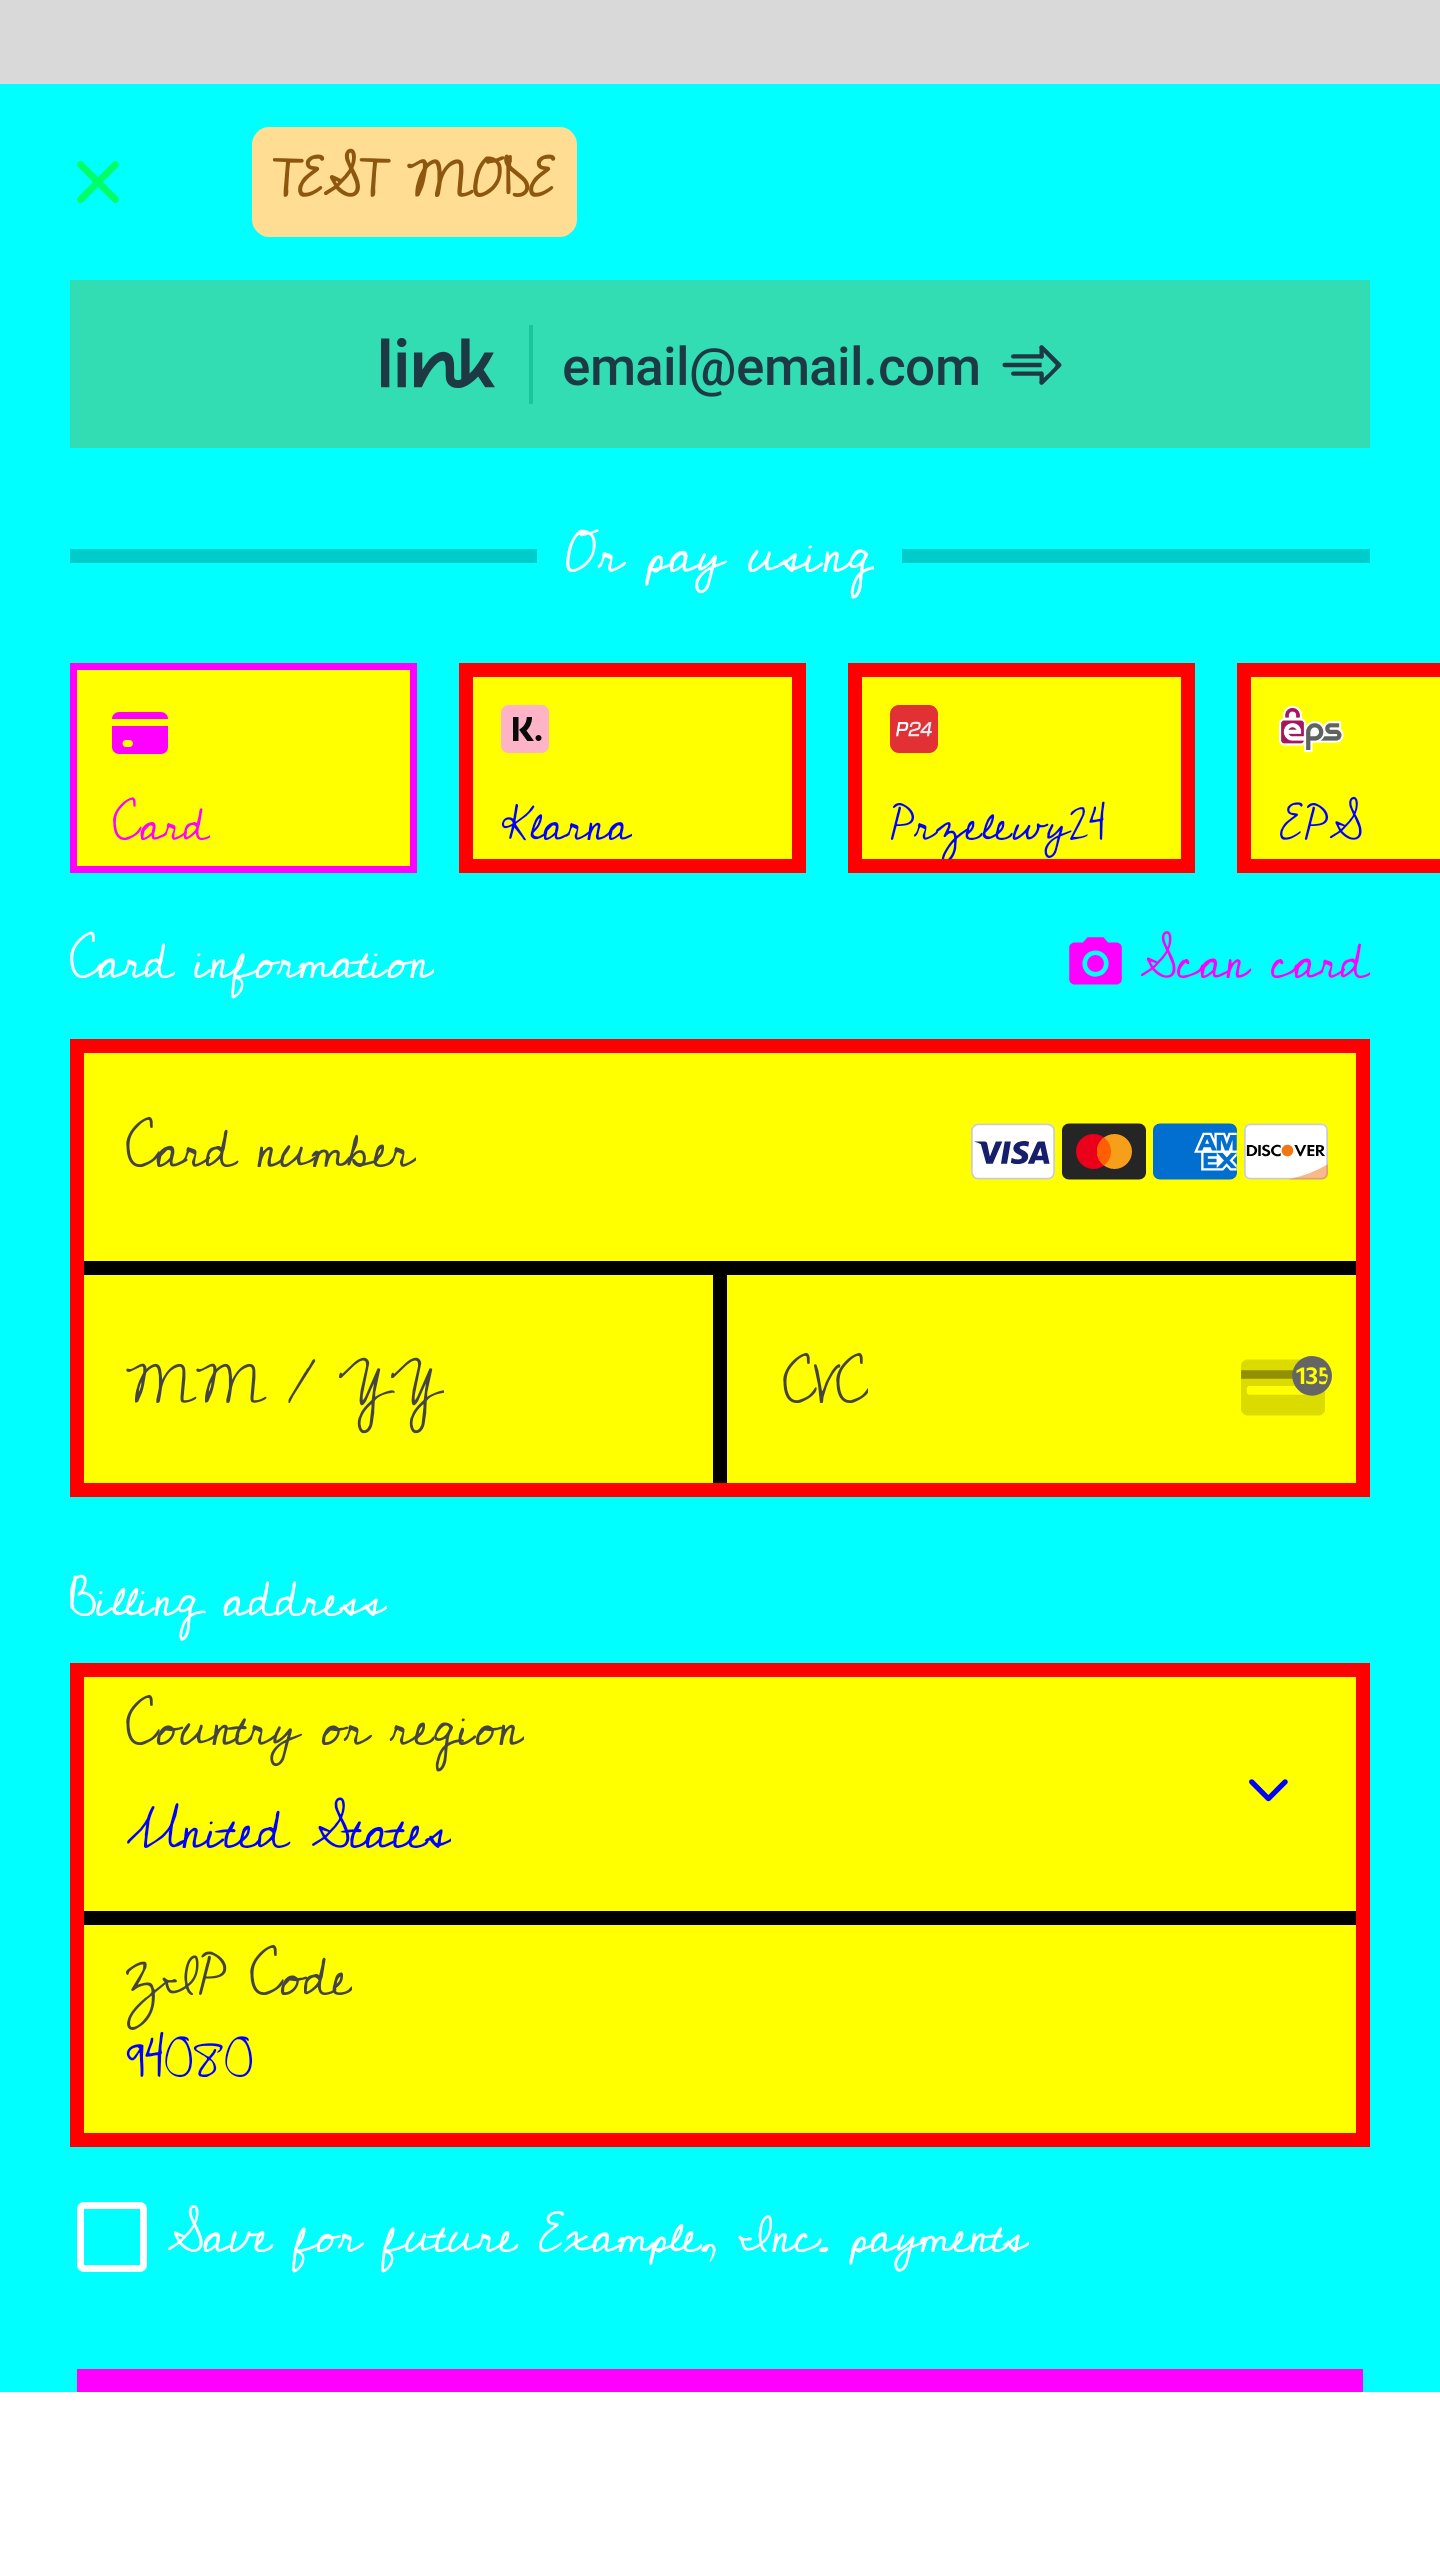 TEST MODE
link email@email.com
Or pay using
K. P24 eps
Card Klarna Przelewy24 EPS
Card information Scan card
Card number VISA AMEX DISCOVER
MM / YY CVC 135
Billing address
Country or region
United States
ZIP Code
94080
Save for future Example, Inc. payments